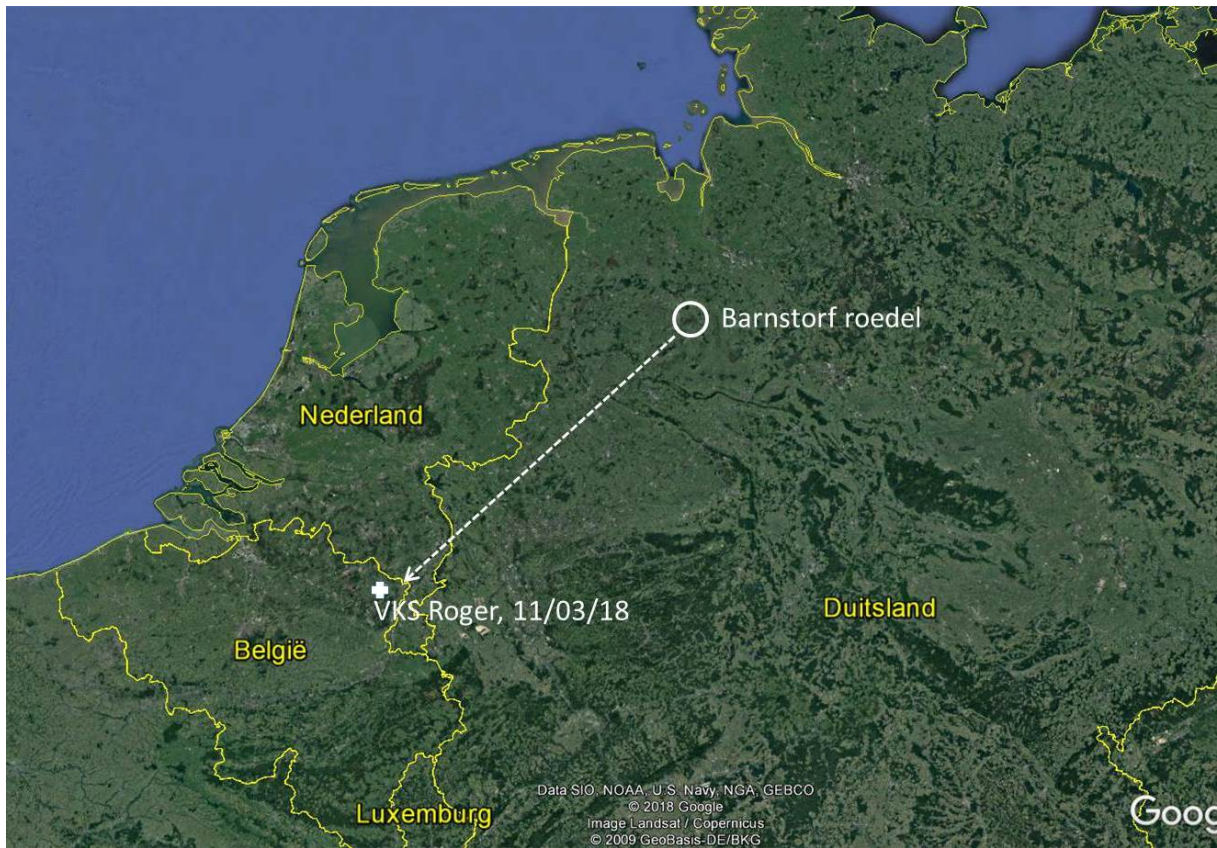 Barnstorf roedel
Nederland
VKS Roger, 11/03/18
Duitsland
België
Luxemburg
Data SIO, NOAA, U.S. Navy, NGA, GEBCO
© 2018 Google
Image Landsat / Copernicus
© 2009 GeoBasis-DE/BKG
Goog